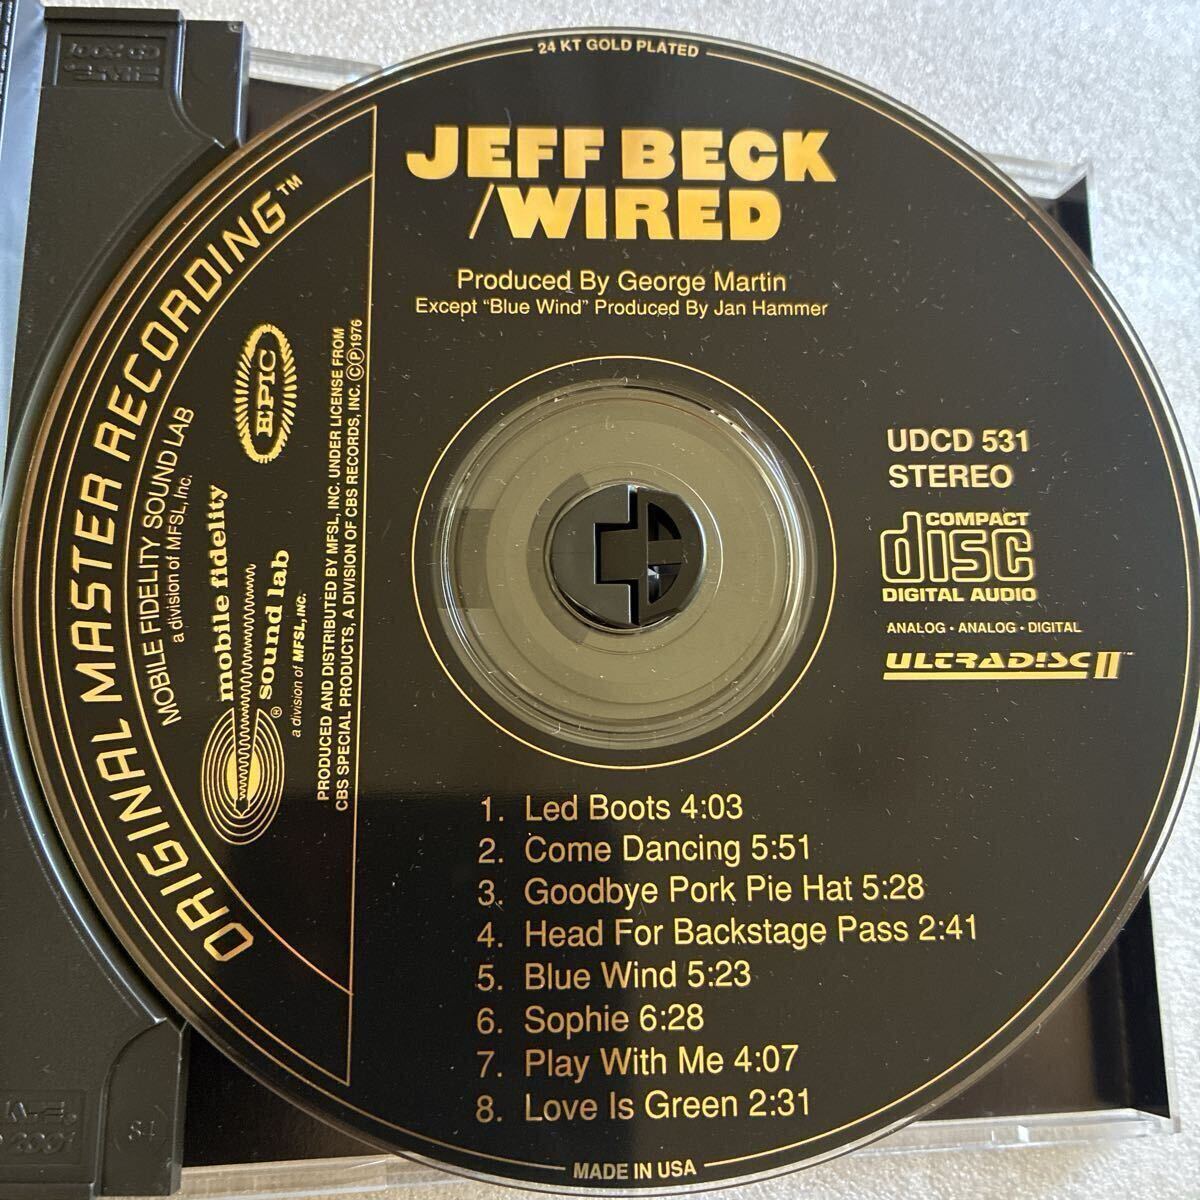 24 KT GOLD PLATED
JEFF BECK
/WIRED
Produced By George Martin
Except "Blue Wind" Produced By Jan Hammer
ORIGINAL MASTER RECORDING™
MOBILE FIDELITY SOUND LAB
a division of MFSL, Inc.
mobile fidelity
sound lab
®
a division of MFSL, INC.
EPIC
PRODUCED AND DISTRIBUTED BY MFSL, INC. UNDER LICENSE FROM
CBS SPECIAL PRODUCTS, A DIVISION OF CBS RECORDS, INC. ⒸⓅ1976
UDCD 531
STEREO
COMPACT
disc
DIGITAL AUDIO
ANALOG · ANALOG · DIGITAL
ULTRADISC II™
1. Led Boots 4:03
2. Come Dancing 5:51
3. Goodbye Pork Pie Hat 5:28
4. Head For Backstage Pass 2:41
5. Blue Wind 5:23
6. Sophie 6:28
7. Play With Me 4:07
8. Love Is Green 2:31
MADE IN USA